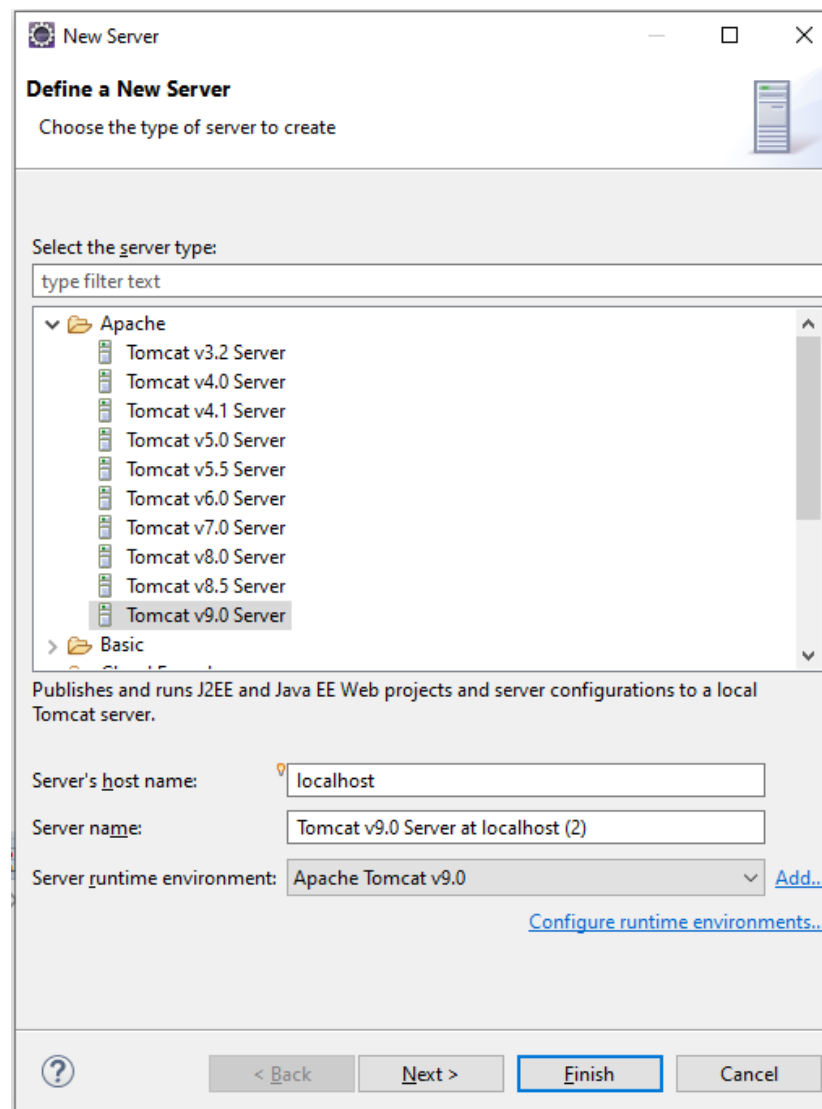 New Server
Define a New Server
Choose the type of server to create
Select the server type:
type filter text
Apache
Tomcat v3.2 Server
Tomcat v4.0 Server
Tomcat v4.1 Server
Tomcat v5.0 Server
Tomcat v5.5 Server
Tomcat v6.0 Server
Tomcat v7.0 Server
Tomcat v8.0 Server
Tomcat v8.5 Server
Tomcat v9.0 Server
Basic
Publishes and runs J2EE and Java EE Web projects and server configurations to a local
Tomcat server.
Server's host name: localhost
Server name: Tomcat v9.0 Server at localhost (2)
Server runtime environment: Apache Tomcat v9.0 Add...
Configure runtime environments...
? < Back Next > Finish Cancel